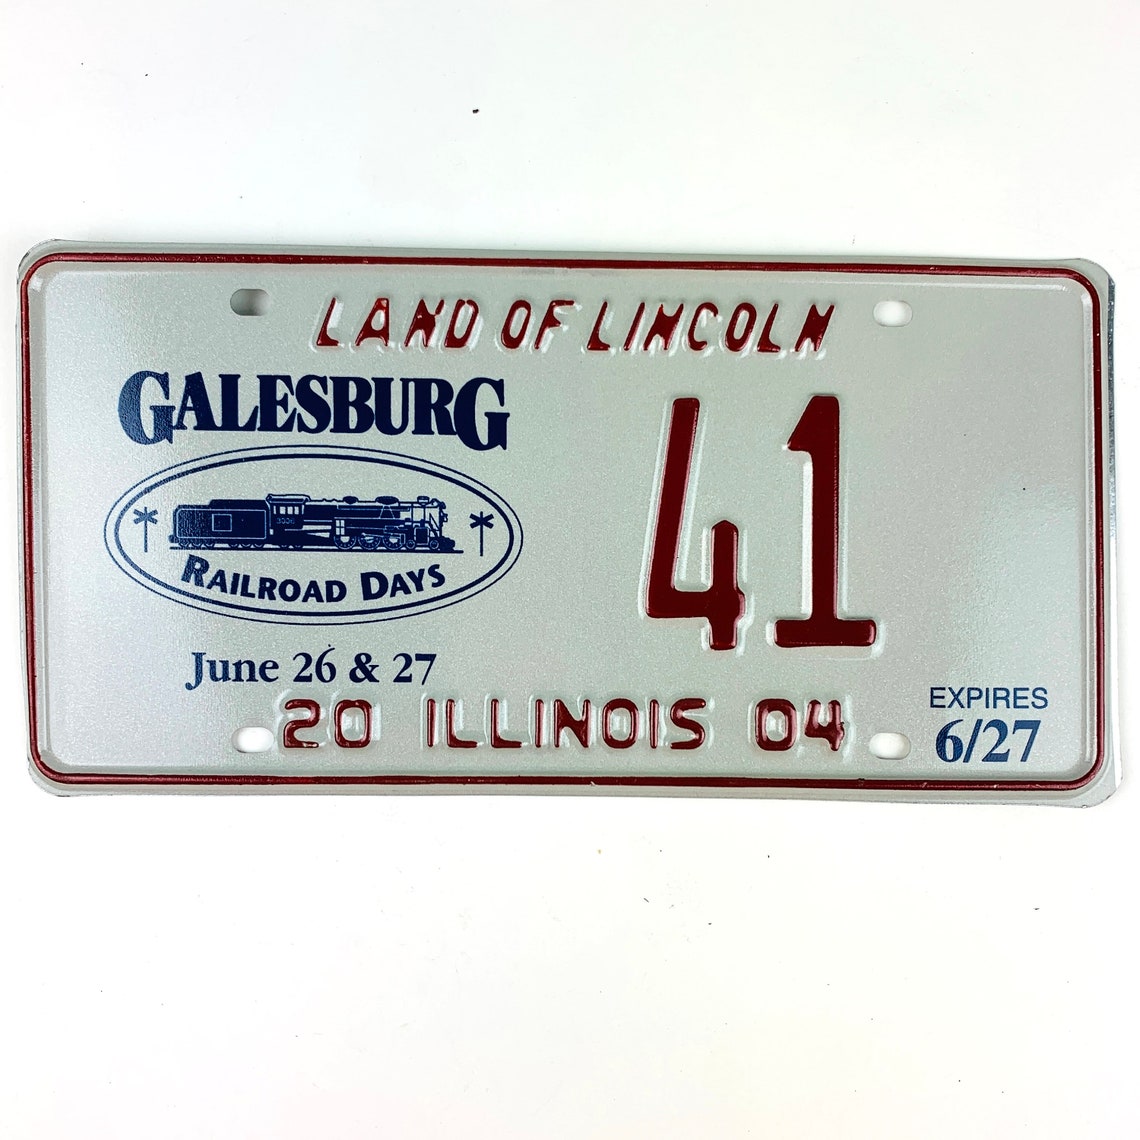 LAND OF LINCOLN
GALESBURG
41
RAILROAD DAYS
June 26 & 27
20 ILLINOIS 04
EXPIRES
6/27